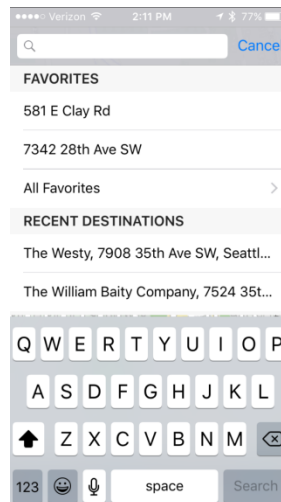 Verizon 2:11 PM 77%
Cance
FAVORITES
581 E Clay Rd
7342 28th Ave SW
All Favorites
RECENT DESTINATIONS
The Westy, 7908 35th Ave SW, Seattl...
The William Baity Company, 7524 35t...
Q W E R T Y U I O P
A S D F G H J K L
Z X C V B N M
123 space Search